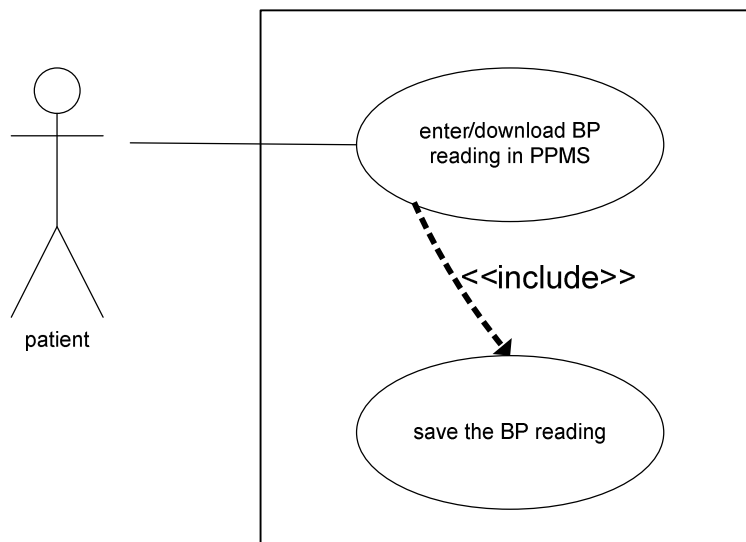 enter/download BP
reading in PPMS
<<include>>
patient
save the BP reading